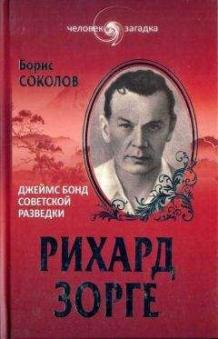 человек загадка
Борис
СОКОЛОВ
ДЖЕЙМС БОНД
СОВЕТСКОЙ
РАЗВЕДКИ
РИХАРД
ЗОРГЕ